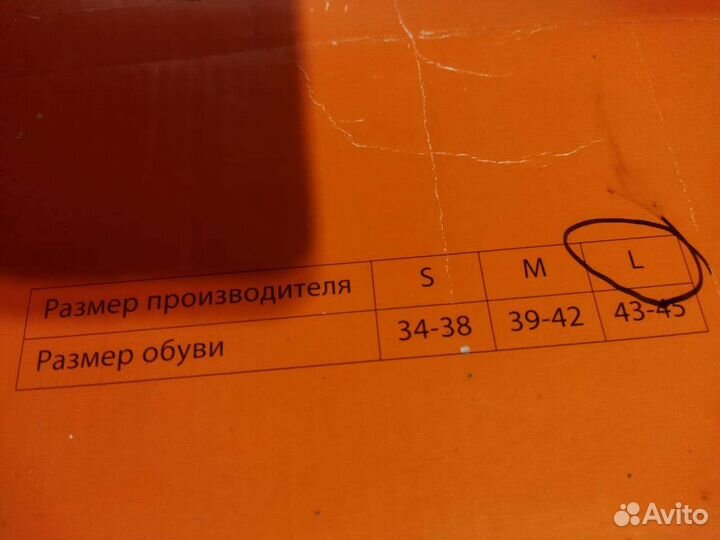 Размер производителя S M L
Размер обуви 34-38 39-42 43-45
Avito